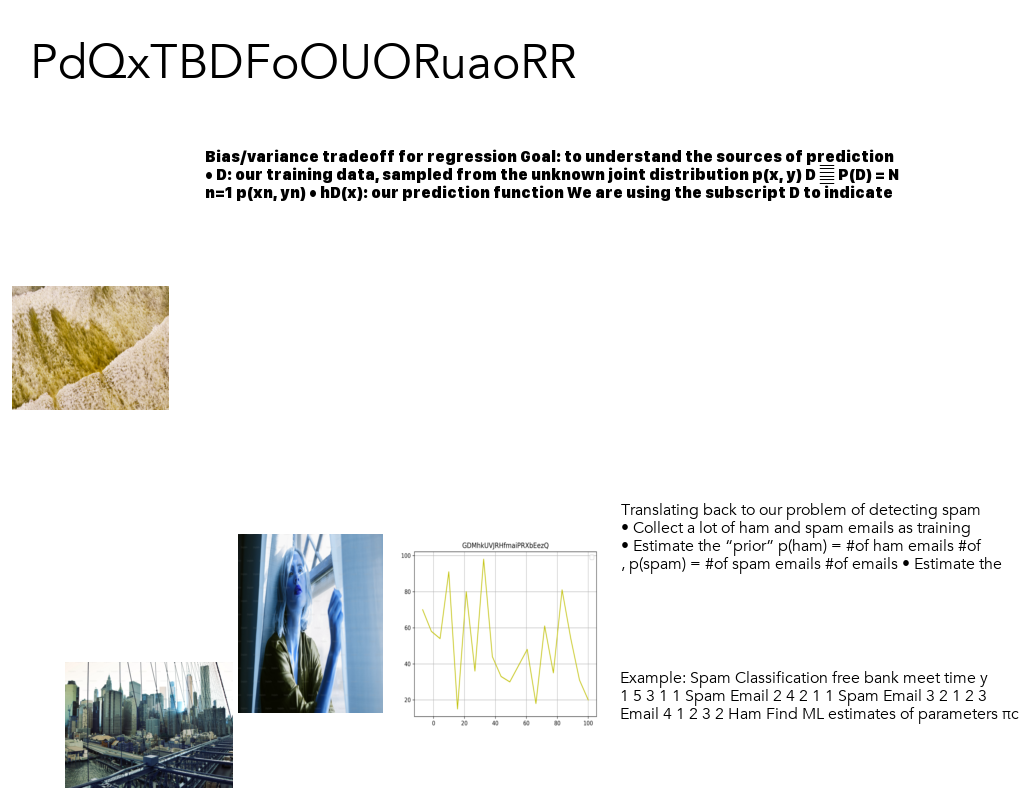 PdQxTBDFoOUORuaoRR
Bias/variance tradeoff for regression Goal: to understand the sources of prediction
• D: our training data, sampled from the unknown joint distribution p(x, y) D P(D) = N
n=1 p(xn, yn) • hD(x): our prediction function We are using the subscript D to indicate
Translating back to our problem of detecting spam
• Collect a lot of ham and spam emails as training
• Estimate the “prior” p(ham) = #of ham emails #of
, p(spam) = #of spam emails #of emails • Estimate the
GDMhkUVJRHfmaiPRXbEezQ
100
80
60
40
20
0 20 40 60 80 100
Example: Spam Classification free bank meet time y
1 5 3 1 1 Spam Email 2 4 2 1 1 Spam Email 3 2 1 2 3
Email 4 1 2 3 2 Ham Find ML estimates of parameters πc